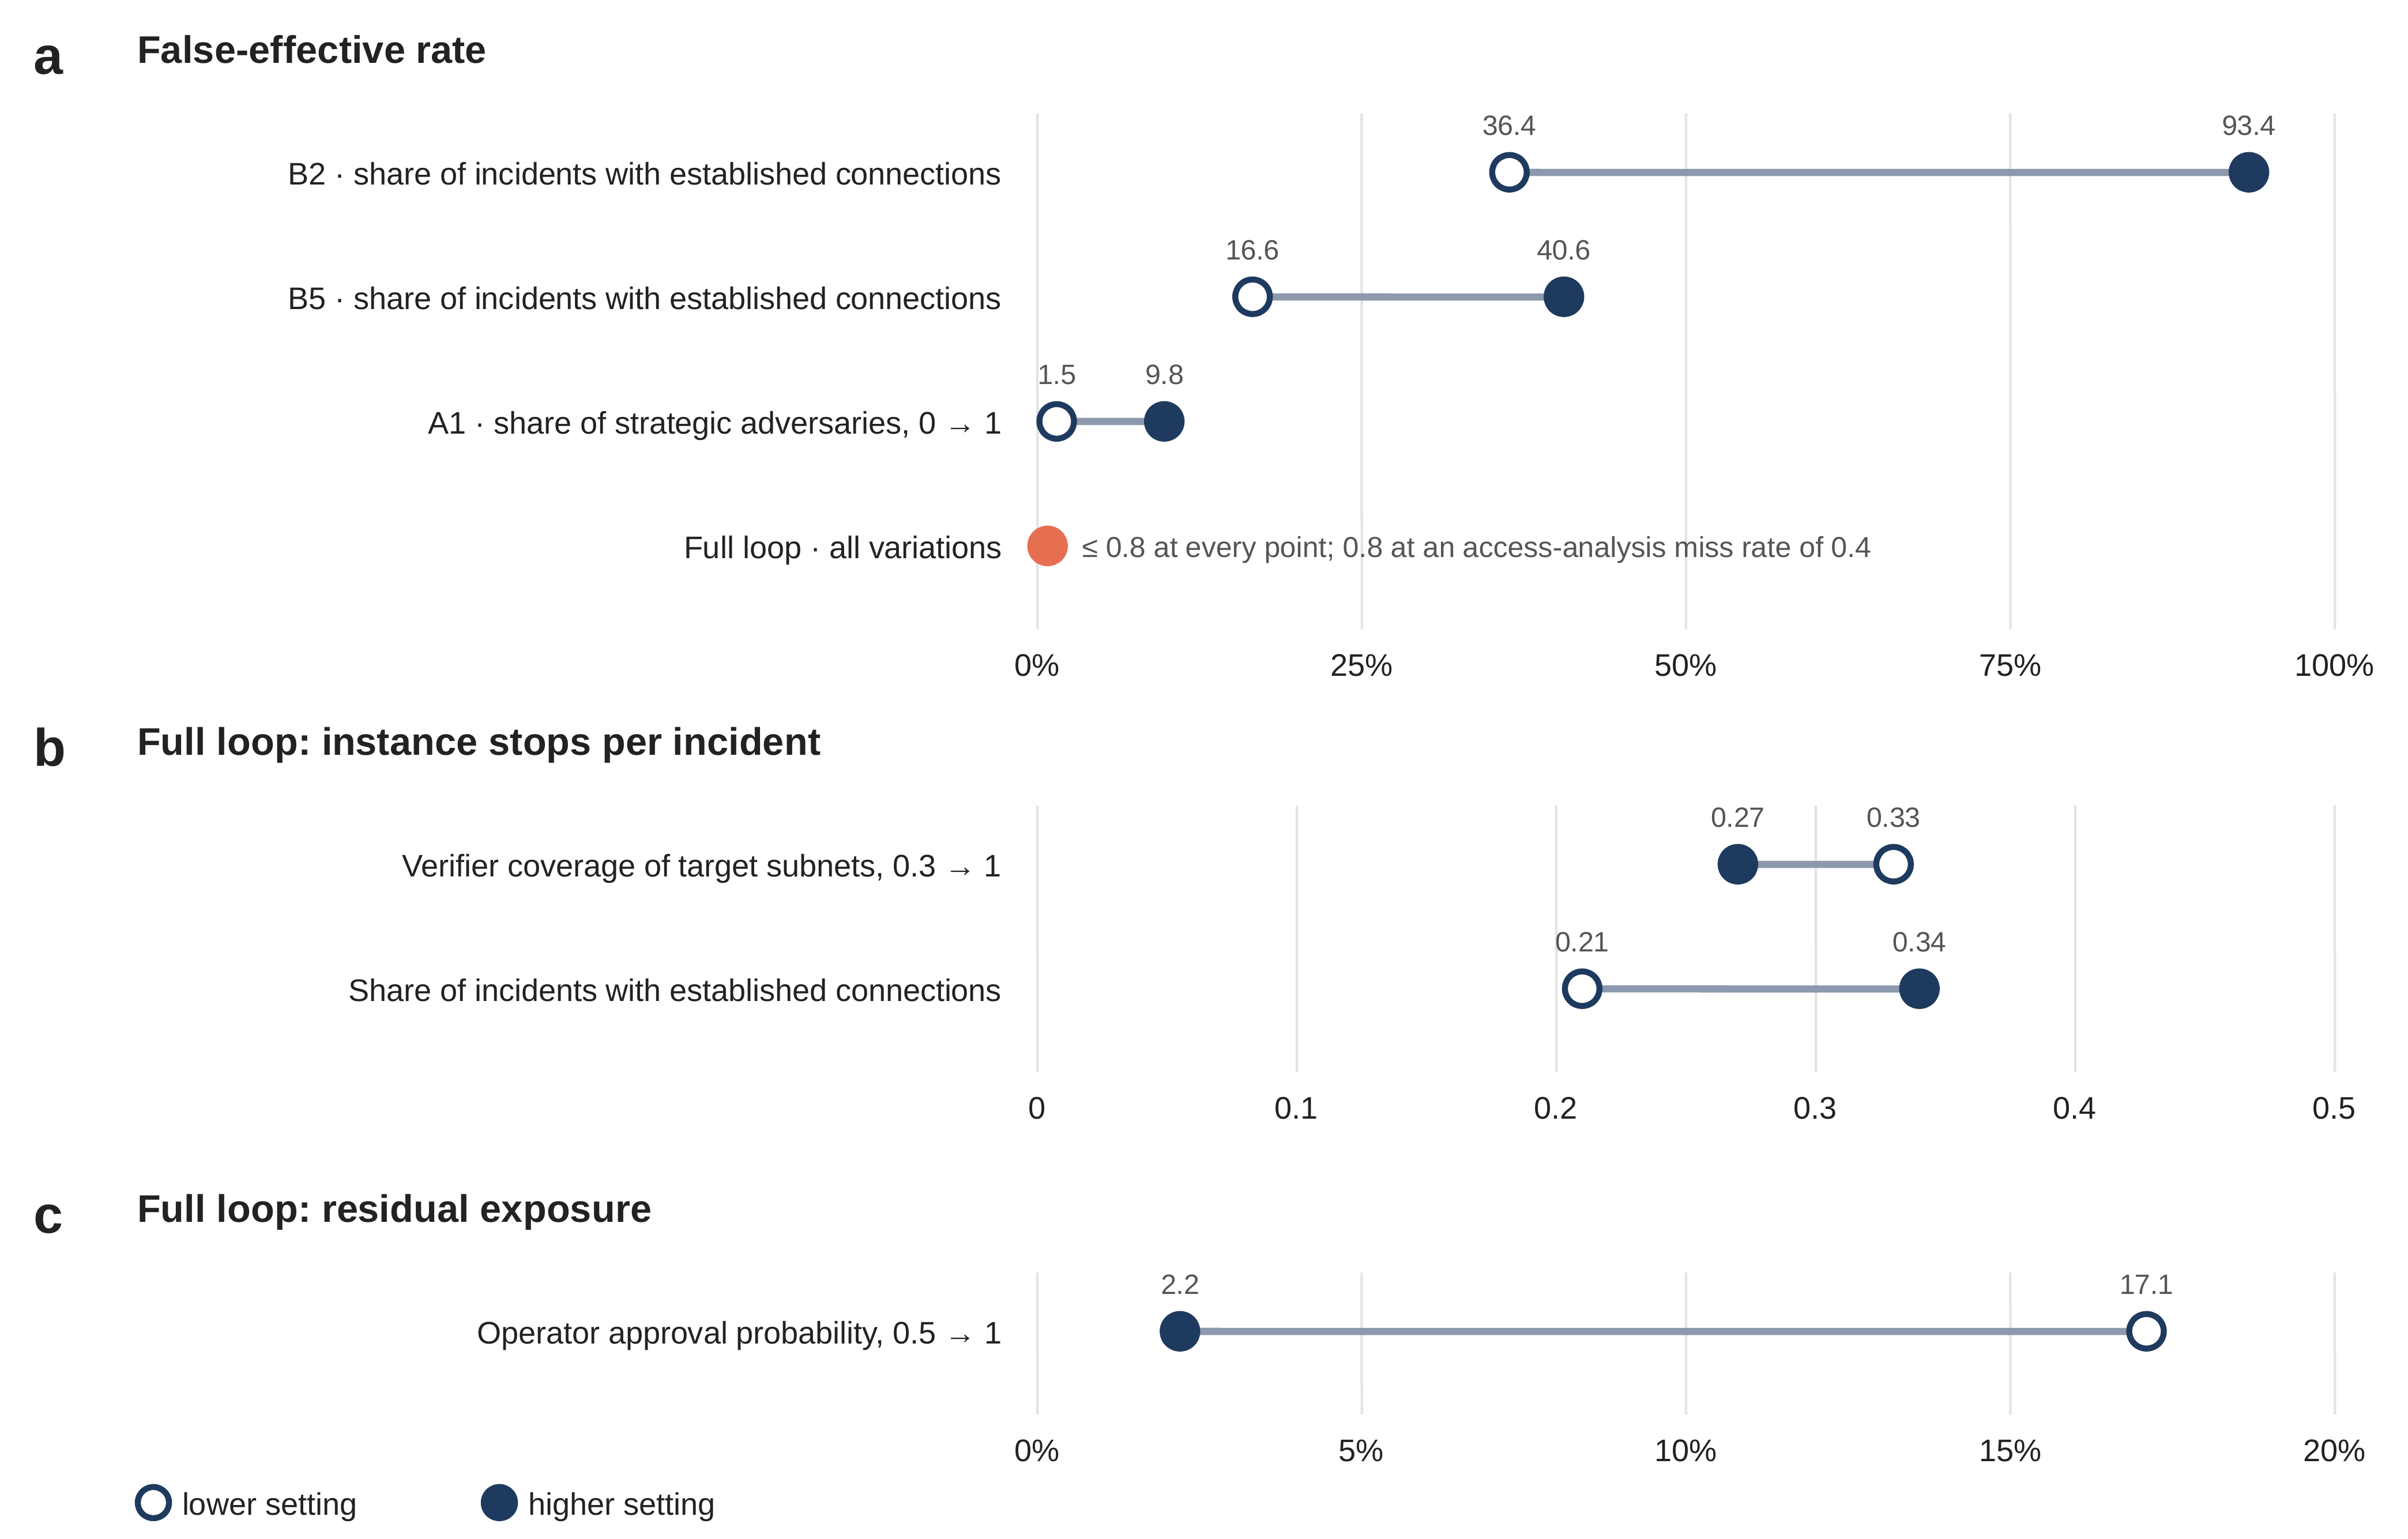 a False-effective rate
36.4 93.4
B2 · share of incidents with established connections
16.6 40.6
B5 · share of incidents with established connections
1.5 9.8
A1 · share of strategic adversaries, 0 → 1
Full loop · all variations ≤ 0.8 at every point; 0.8 at an access-analysis miss rate of 0.4
0% 25% 50% 75% 100%
b Full loop: instance stops per incident
0.27 0.33
Verifier coverage of target subnets, 0.3 → 1
0.21 0.34
Share of incidents with established connections
0 0.1 0.2 0.3 0.4 0.5
c Full loop: residual exposure
2.2 17.1
Operator approval probability, 0.5 → 1
0% 5% 10% 15% 20%
lower setting higher setting